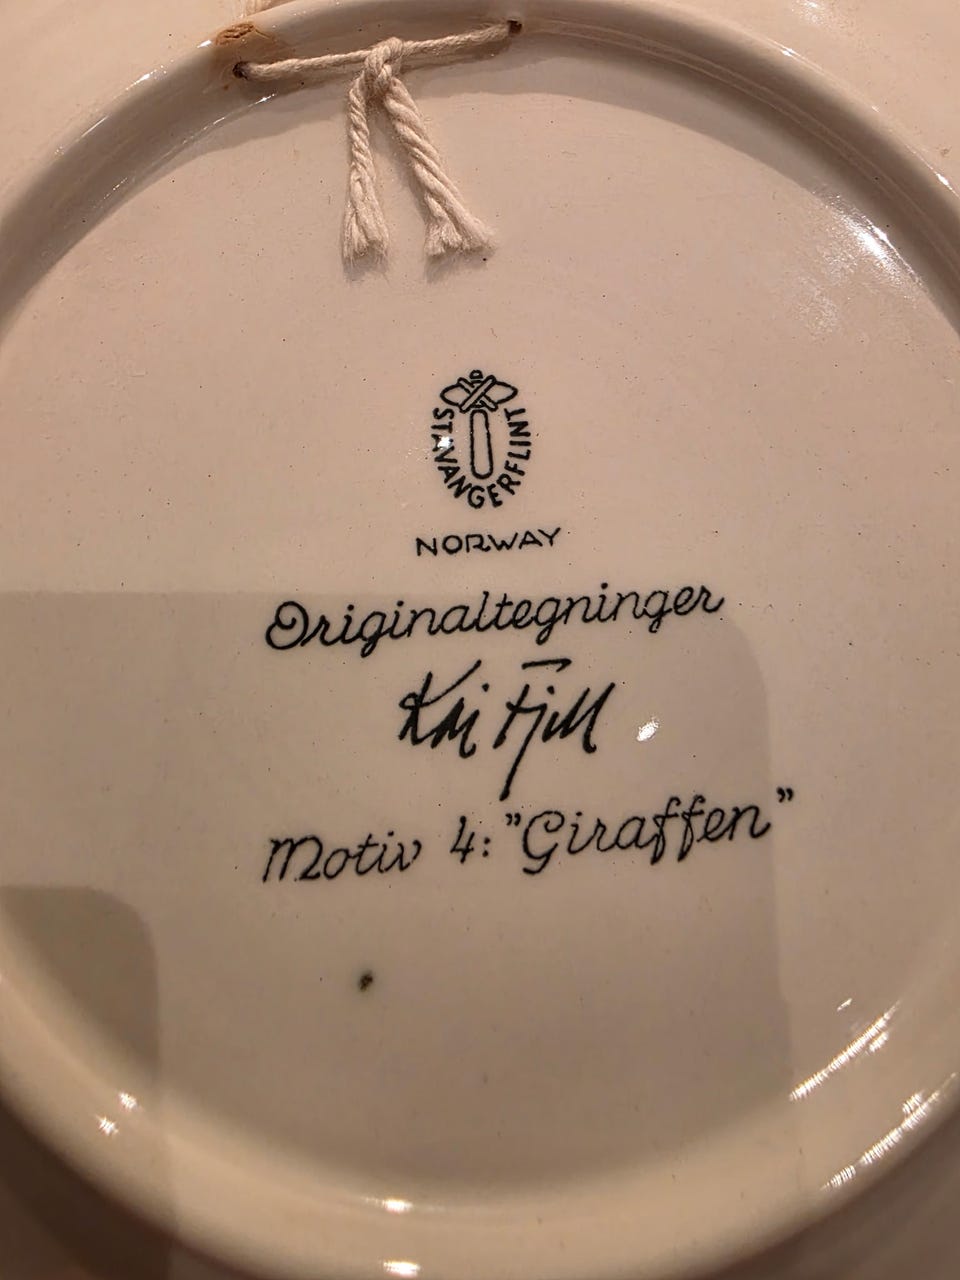 STAVANGERFLINT
NORWAY
Originaltegninger
Kai Fjell
Motiv 4: ”Giraffen”